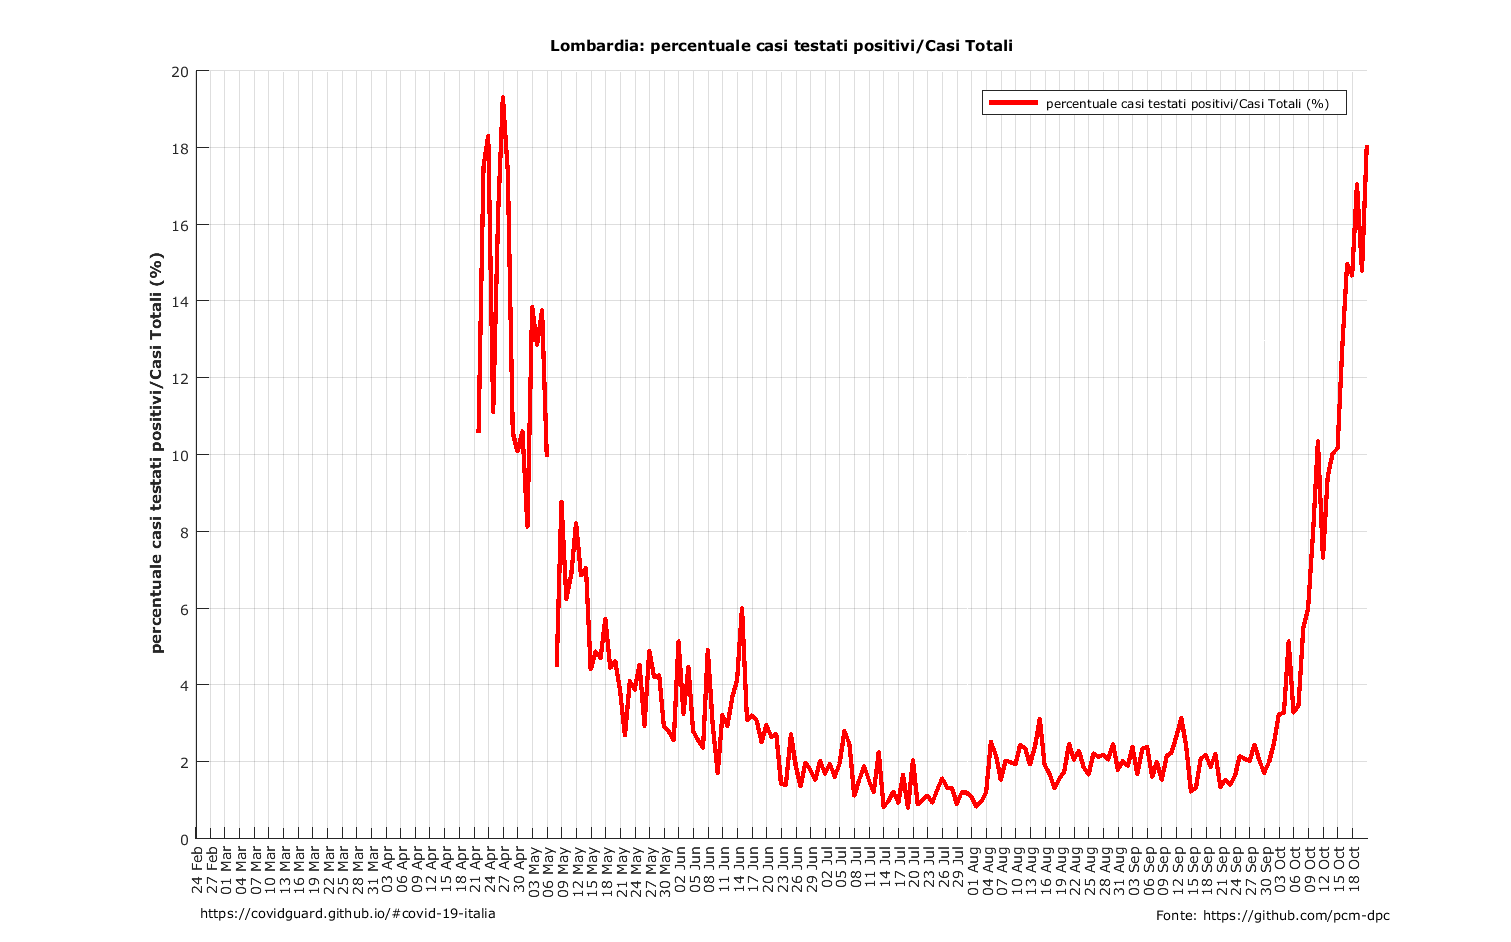 Lombardia: percentuale casi testati positivi/Casi Totali
percentuale casi testati positivi/Casi Totali (%)
percentuale casi testati positivi/Casi Totali (%)
20
18
16
14
12
10
8
6
4
2
0
24 Feb
27 Feb
01 Mar
04 Mar
07 Mar
10 Mar
13 Mar
16 Mar
19 Mar
22 Mar
25 Mar
28 Mar
31 Mar
03 Apr
06 Apr
09 Apr
12 Apr
15 Apr
18 Apr
21 Apr
24 Apr
27 Apr
30 Apr
03 May
06 May
09 May
12 May
15 May
18 May
21 May
24 May
27 May
30 May
02 Jun
05 Jun
08 Jun
11 Jun
14 Jun
17 Jun
20 Jun
23 Jun
26 Jun
29 Jun
02 Jul
05 Jul
08 Jul
11 Jul
14 Jul
17 Jul
20 Jul
23 Jul
26 Jul
29 Jul
01 Aug
04 Aug
07 Aug
10 Aug
13 Aug
16 Aug
19 Aug
22 Aug
25 Aug
28 Aug
31 Aug
03 Sep
06 Sep
09 Sep
12 Sep
15 Sep
18 Sep
21 Sep
24 Sep
27 Sep
30 Sep
03 Oct
06 Oct
09 Oct
12 Oct
15 Oct
18 Oct
https://covidguard.github.io/#covid-19-italia
Fonte: https://github.com/pcm-dpc